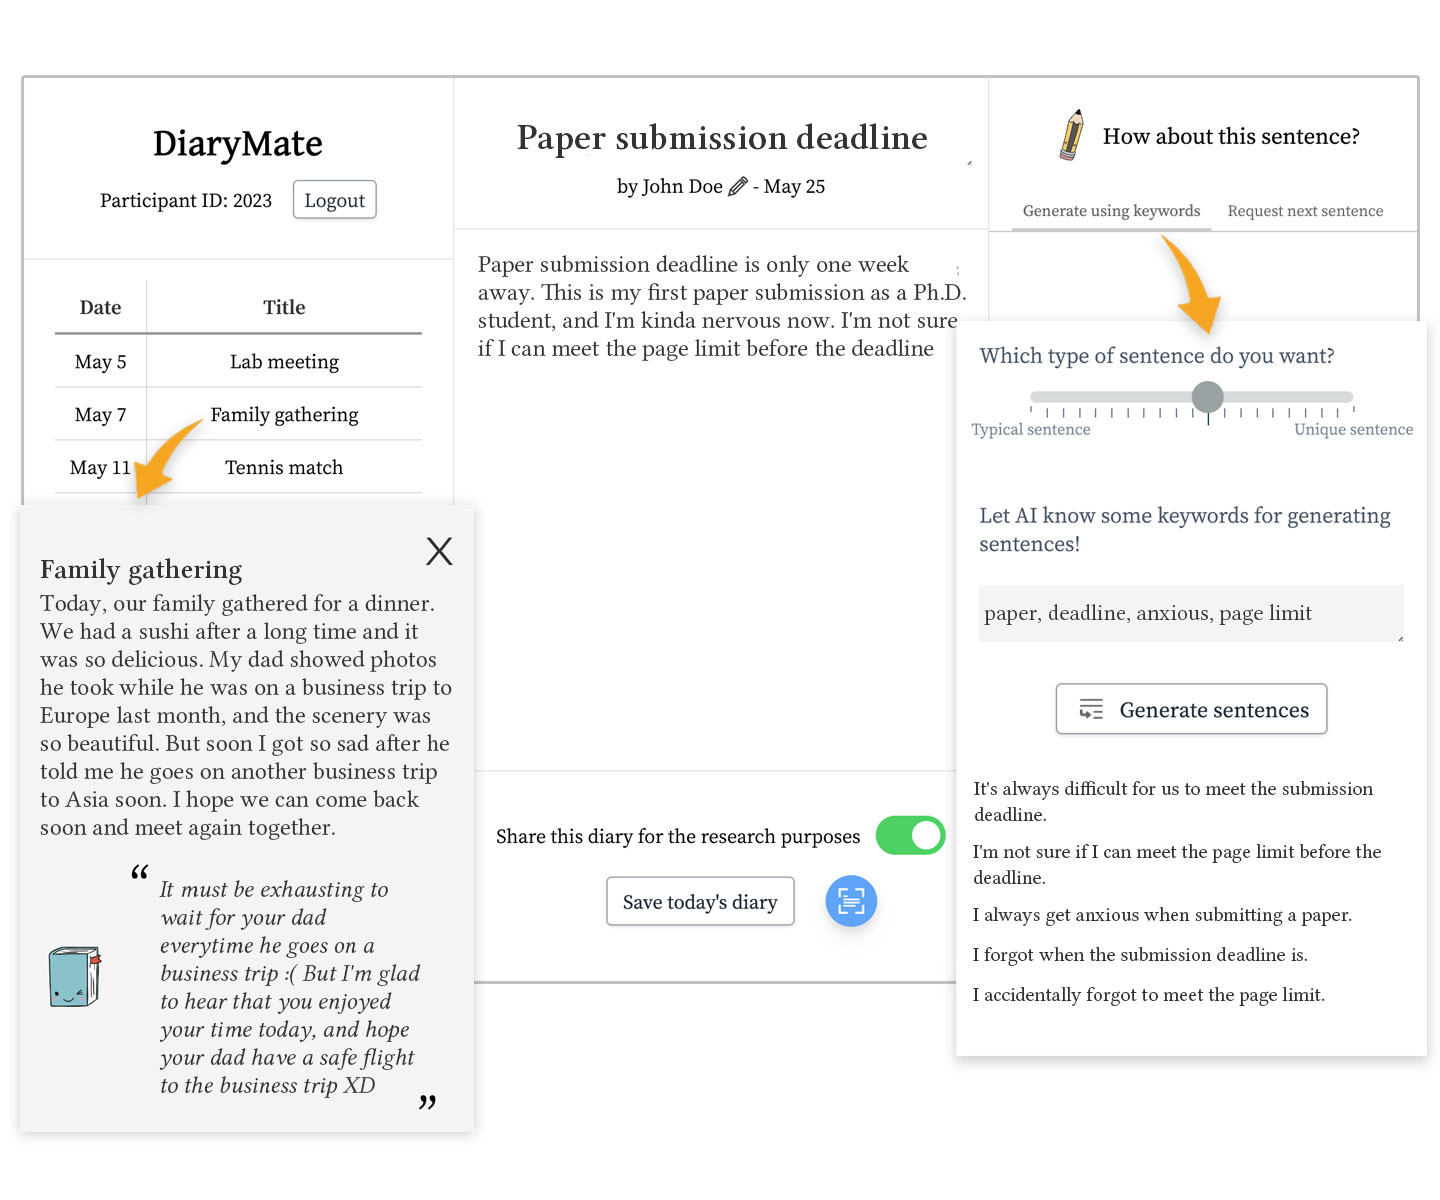 DiaryMate
Participant ID: 2023
Logout
Date
Title
May 5
Lab meeting
May 7
Family gathering
May 11
Tennis match
X
Family gathering
Today, our family gathered for a dinner.
We had a sushi after a long time and it
was so delicious. My dad showed photos
he took while he was on a business trip to
Europe last month, and the scenery was
so beautiful. But soon I got so sad after he
told me he goes on another business trip
to Asia soon. I hope we can come back
soon and meet again together.
“
It must be exhausting to
wait for your dad
everytime he goes on a
business trip :( But I'm glad
to hear that you enjoyed
your time today, and hope
your dad have a safe flight
to the business trip XD
”
Paper submission deadline
by John Doe - May 25
Paper submission deadline is only one week
away. This is my first paper submission as a Ph.D.
student, and I'm kinda nervous now. I'm not sure
if I can meet the page limit before the deadline
Share this diary for the research purposes
Save today's diary
How about this sentence?
Generate using keywords
Request next sentence
Which type of sentence do you want?
Typical sentence
Unique sentence
Let AI know some keywords for generating
sentences!
paper, deadline, anxious, page limit
Generate sentences
It's always difficult for us to meet the submission
deadline.
I'm not sure if I can meet the page limit before the
deadline.
I always get anxious when submitting a paper.
I forgot when the submission deadline is.
I accidentally forgot to meet the page limit.